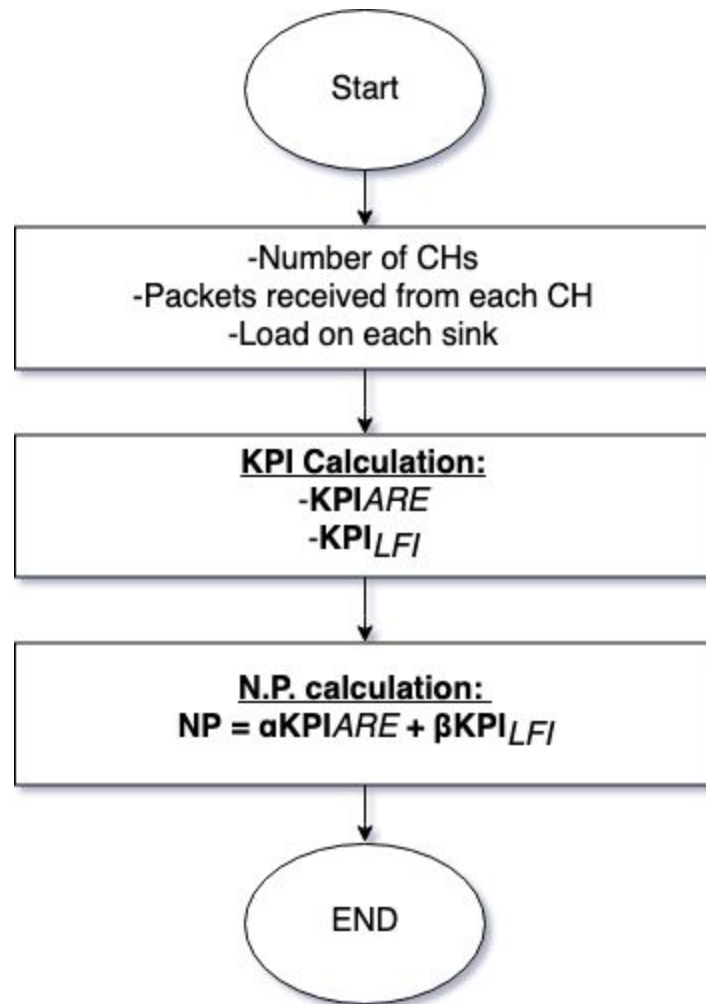 Start
-Number of CHs
-Packets received from each CH
-Load on each sink
KPI Calculation:
-KPIARE
-KPILFI
N.P. calculation:
NP = αKPIARE + βKPILFI
END